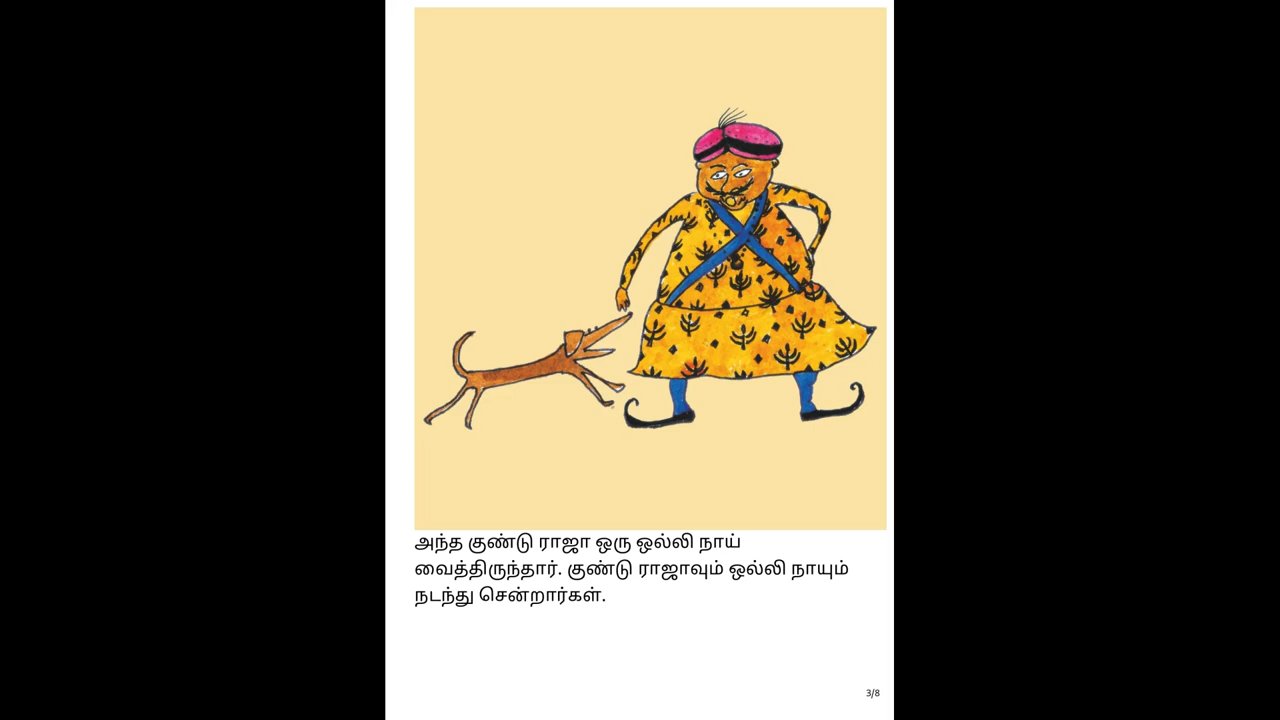 அந்த குண்டு ராஜா ஒரு ஒல்லி நாய்
வைத்திருந்தார். குண்டு ராஜாவும் ஒல்லி நாயும்
நடந்து சென்றார்கள்.
3/8